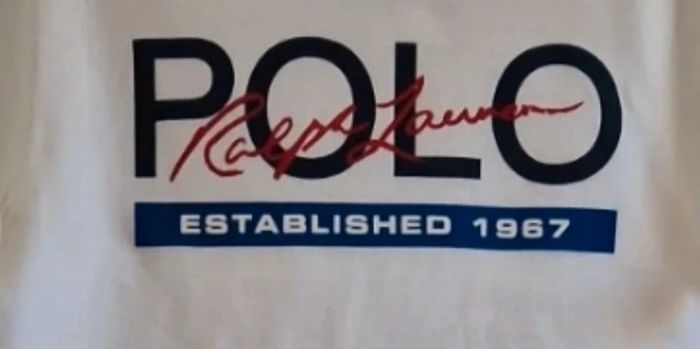 POLO
Ralph Lauren
ESTABLISHED 1967